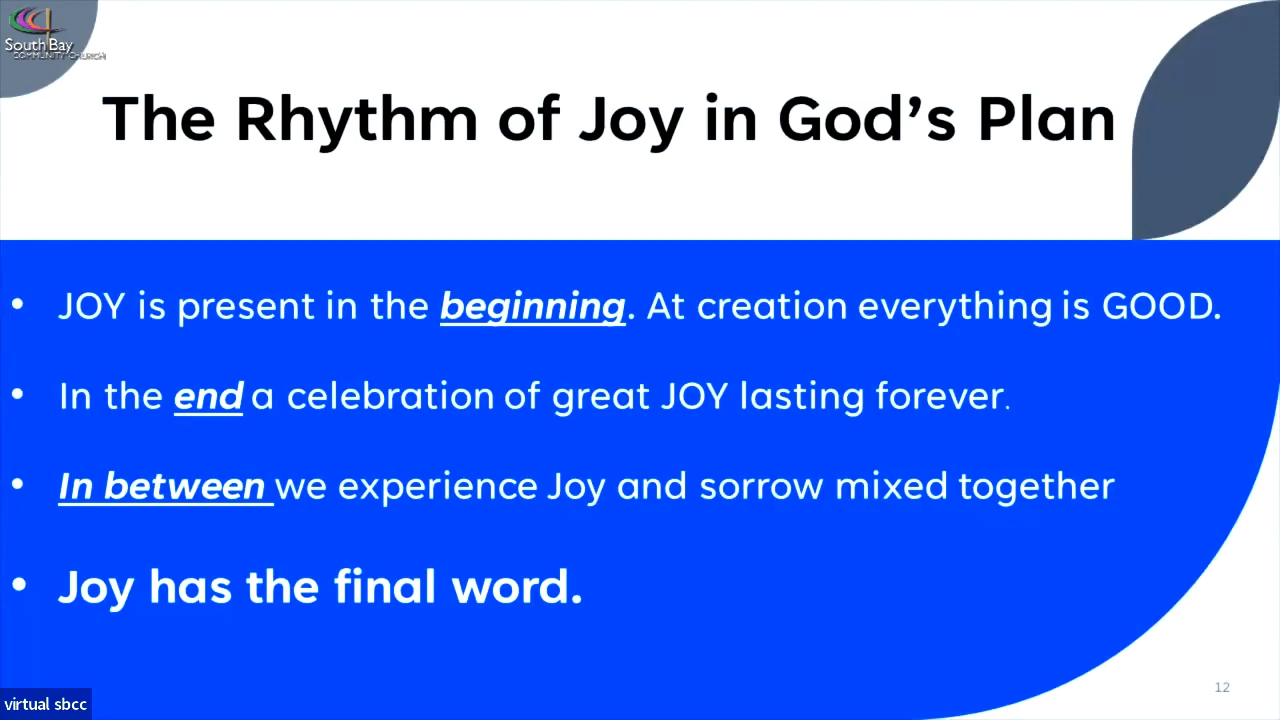 South Bay
COMMUNITY CHURCH
The Rhythm of Joy in God’s Plan
• JOY is present in the beginning. At creation everything is GOOD.
• In the end a celebration of great JOY lasting forever.
• In between we experience Joy and sorrow mixed together
• Joy has the final word.
12
virtual sbcc